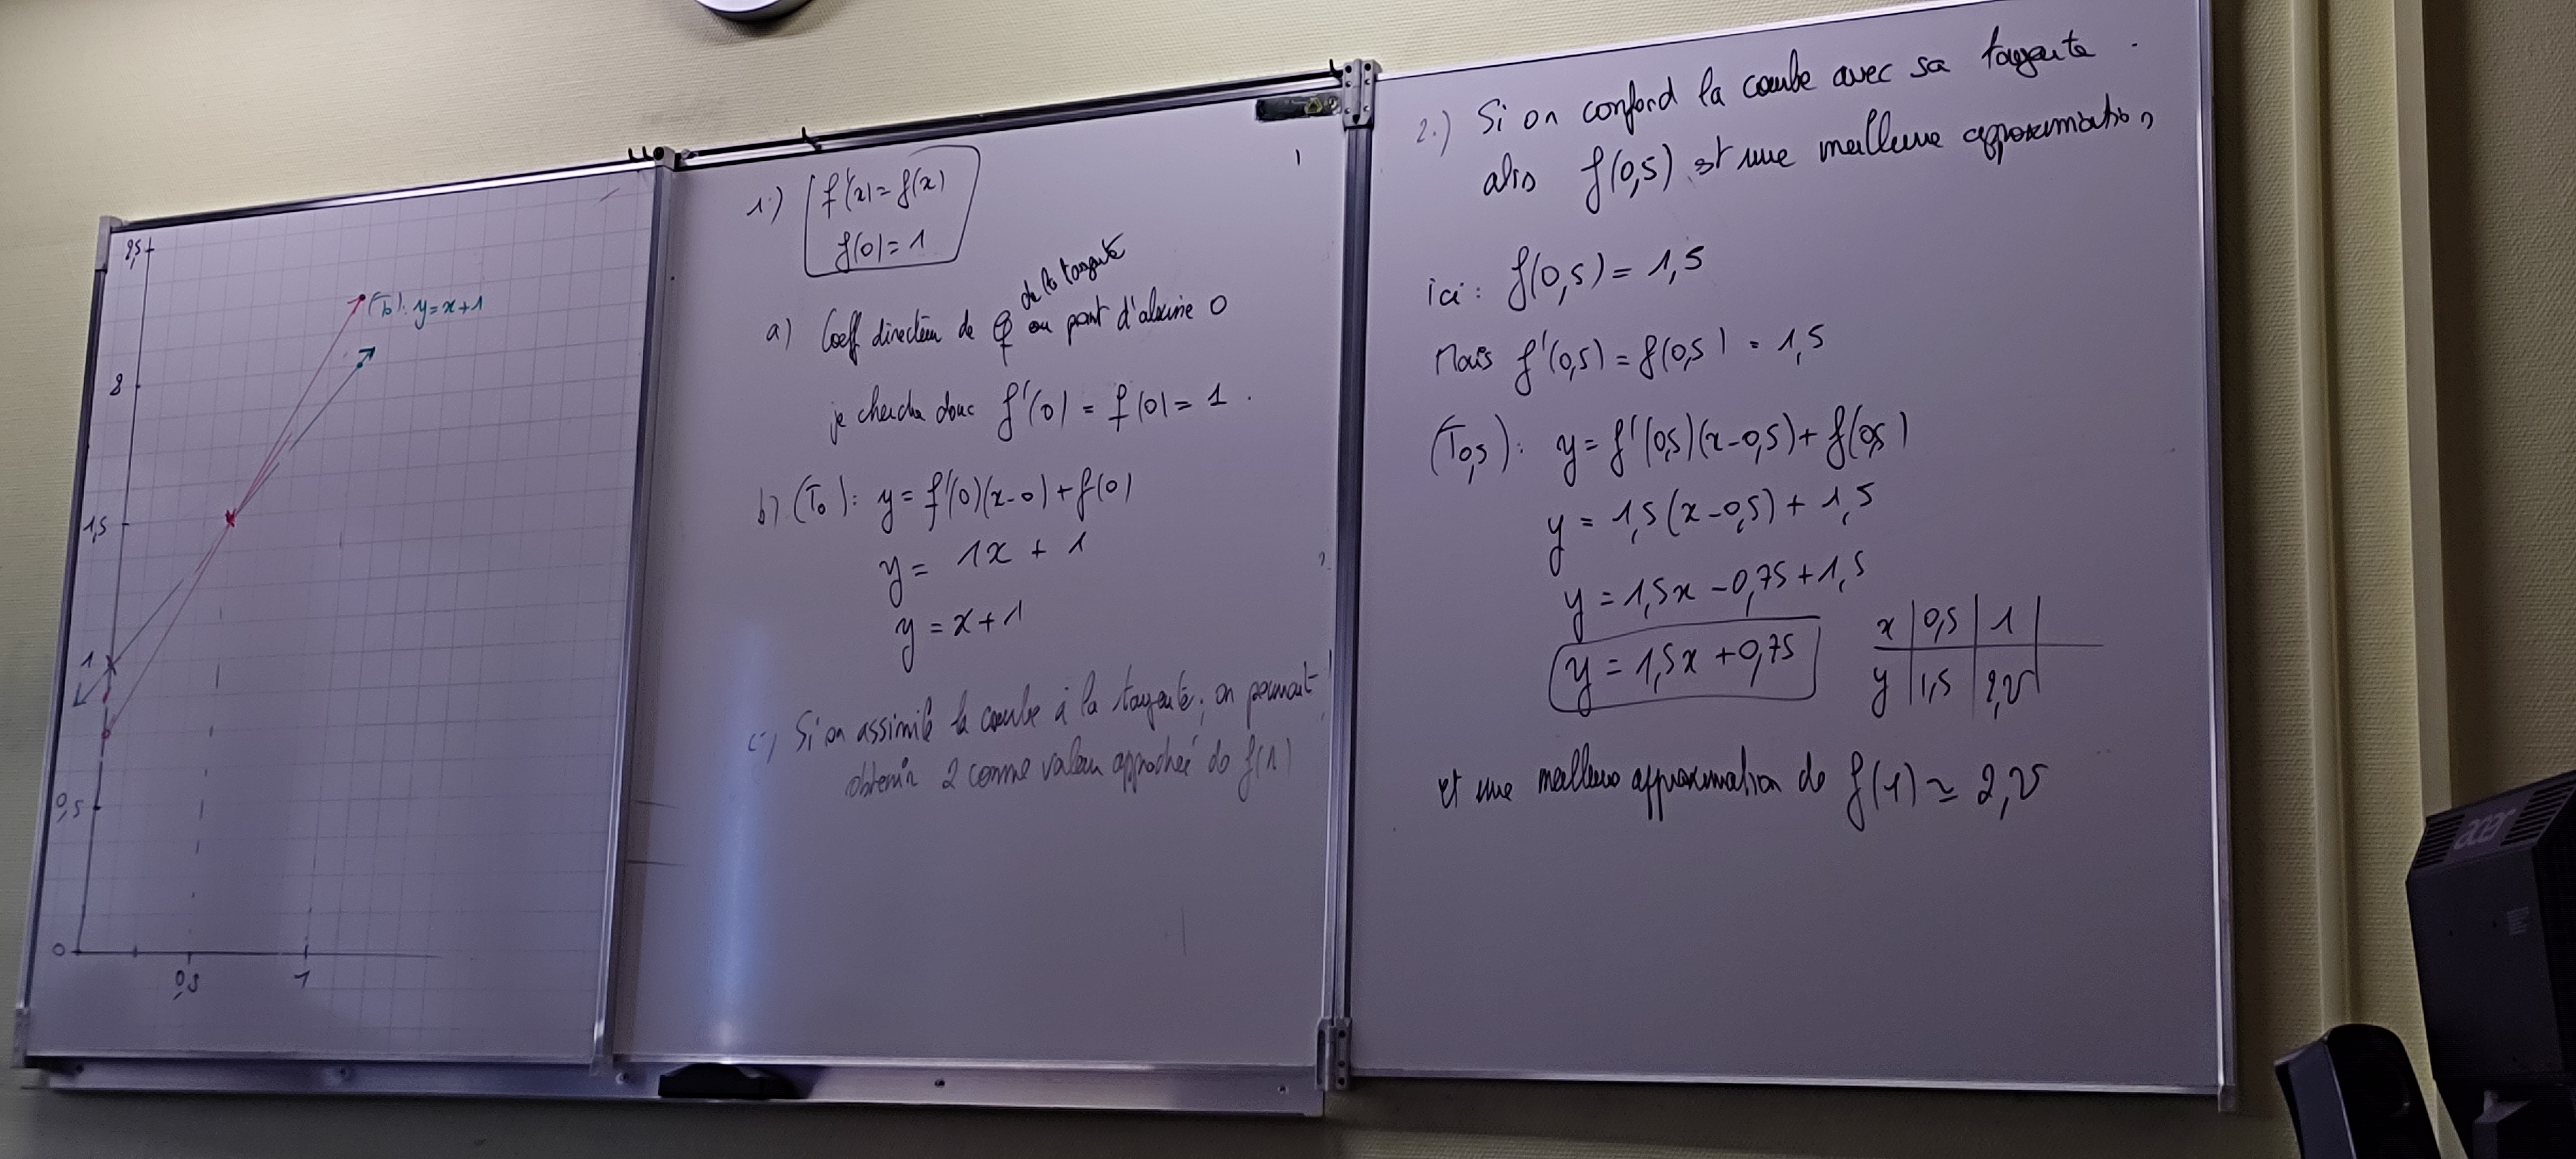 2,5
(T0): y=x+1
2
1,5
1
0,5
0
0,5
1
1.) f'(x)=f(x)
f(0)=1
de la tangente
a) Coeff directeur de au point d'abscisse 0
je cherche donc f'(0) = f(0) = 1.
b) (T0): y = f'(0)(x-0)+f(0)
y = 1x + 1
y = x+1
c) Si on assimile la courbe à la tangente, on pourrait
obtenir 2 comme valeur approchée de f(1)
2.) Si on confond la courbe avec sa tangente.
alors f(0,5) est une meilleure approximation,
ici: f(0,5) = 1,5
Mais f'(0,5) = f(0,5) = 1,5
(T0,5): y = f'(0,5)(x-0,5)+f(0,5)
y = 1,5(x-0,5) + 1,5
y = 1,5x - 0,75 + 1,5
y = 1,5x + 0,75
x | 0,5 | 1
y | 1,5 | 2,25
et une meilleure approximation de f(1) ≃ 2,25
acer